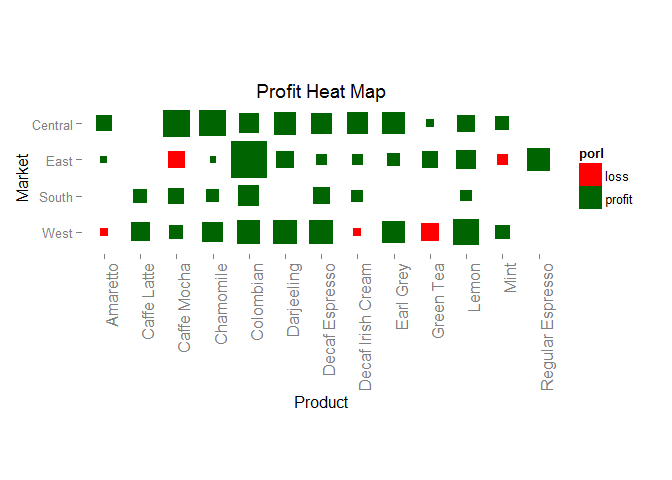 Profit Heat Map
Market
Central
East
South
West
porl
loss
profit
Amaretto
Caffe Latte
Caffe Mocha
Chamomile
Colombian
Darjeeling
Decaf Espresso
Decaf Irish Cream
Earl Grey
Green Tea
Lemon
Mint
Regular Espresso
Product